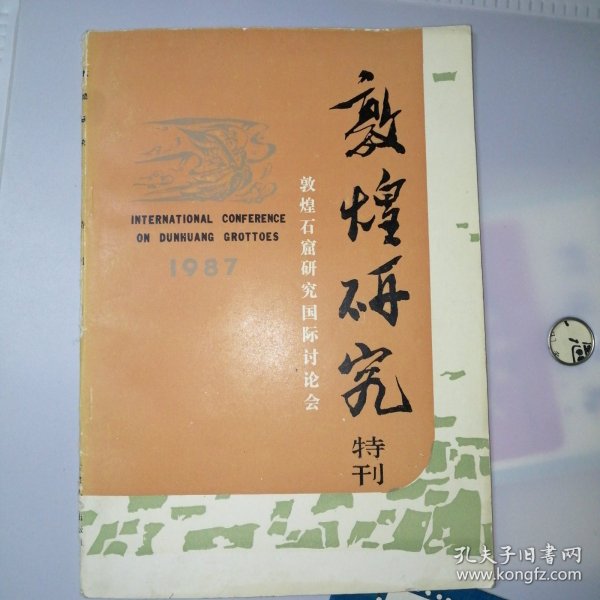 敦煌研究
特刊
敦煌石窟研究国际讨论会
INTERNATIONAL CONFERENCE
ON DUNHUANG GROTTOES
1987
孔夫子旧书网
www.kongfz.com